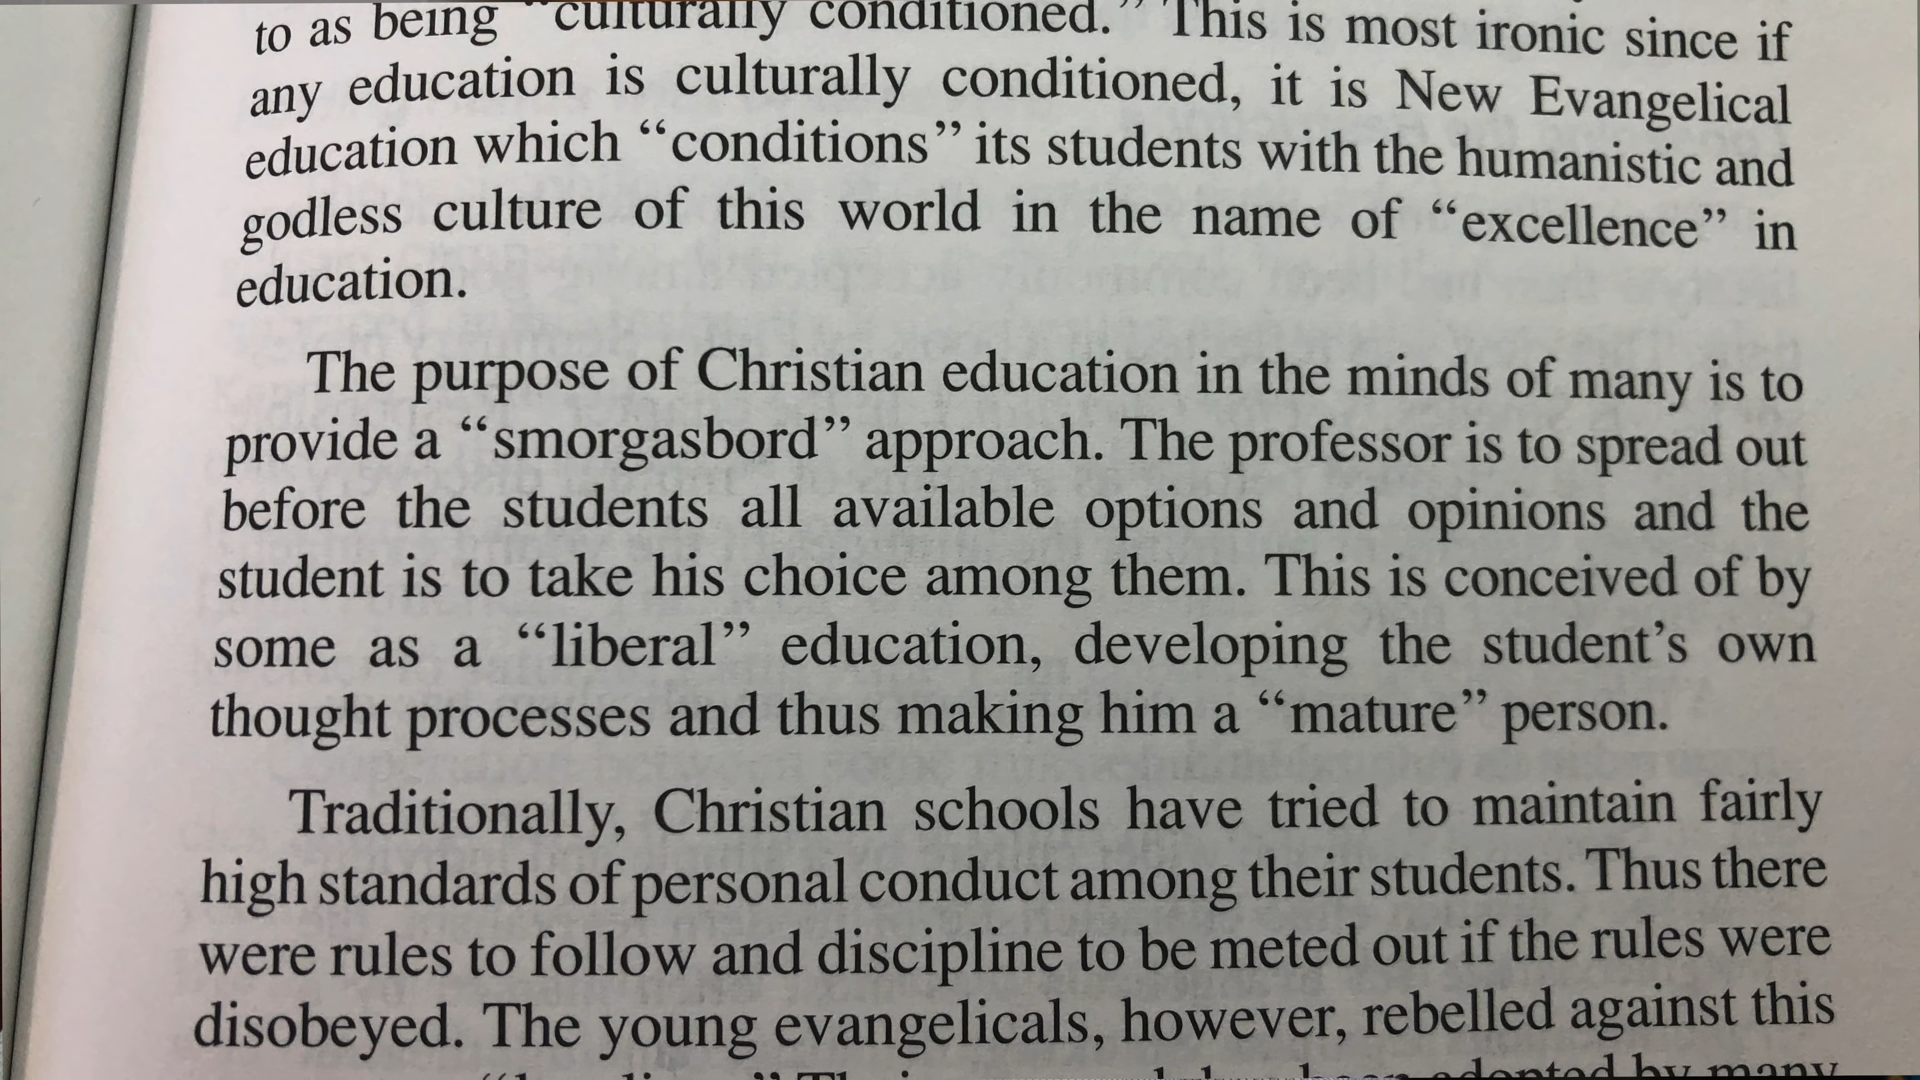 to as being “culturally conditioned.” This is most ironic since if
any education is culturally conditioned, it is New Evangelical
education which “conditions” its students with the humanistic and
godless culture of this world in the name of “excellence” in
education.
The purpose of Christian education in the minds of many is to
provide a “smorgasbord” approach. The professor is to spread out
before the students all available options and opinions and the
student is to take his choice among them. This is conceived of by
some as a “liberal” education, developing the student’s own
thought processes and thus making him a “mature” person.
Traditionally, Christian schools have tried to maintain fairly
high standards of personal conduct among their students. Thus there
were rules to follow and discipline to be meted out if the rules were
disobeyed. The young evangelicals, however, rebelled against this
adopted by many